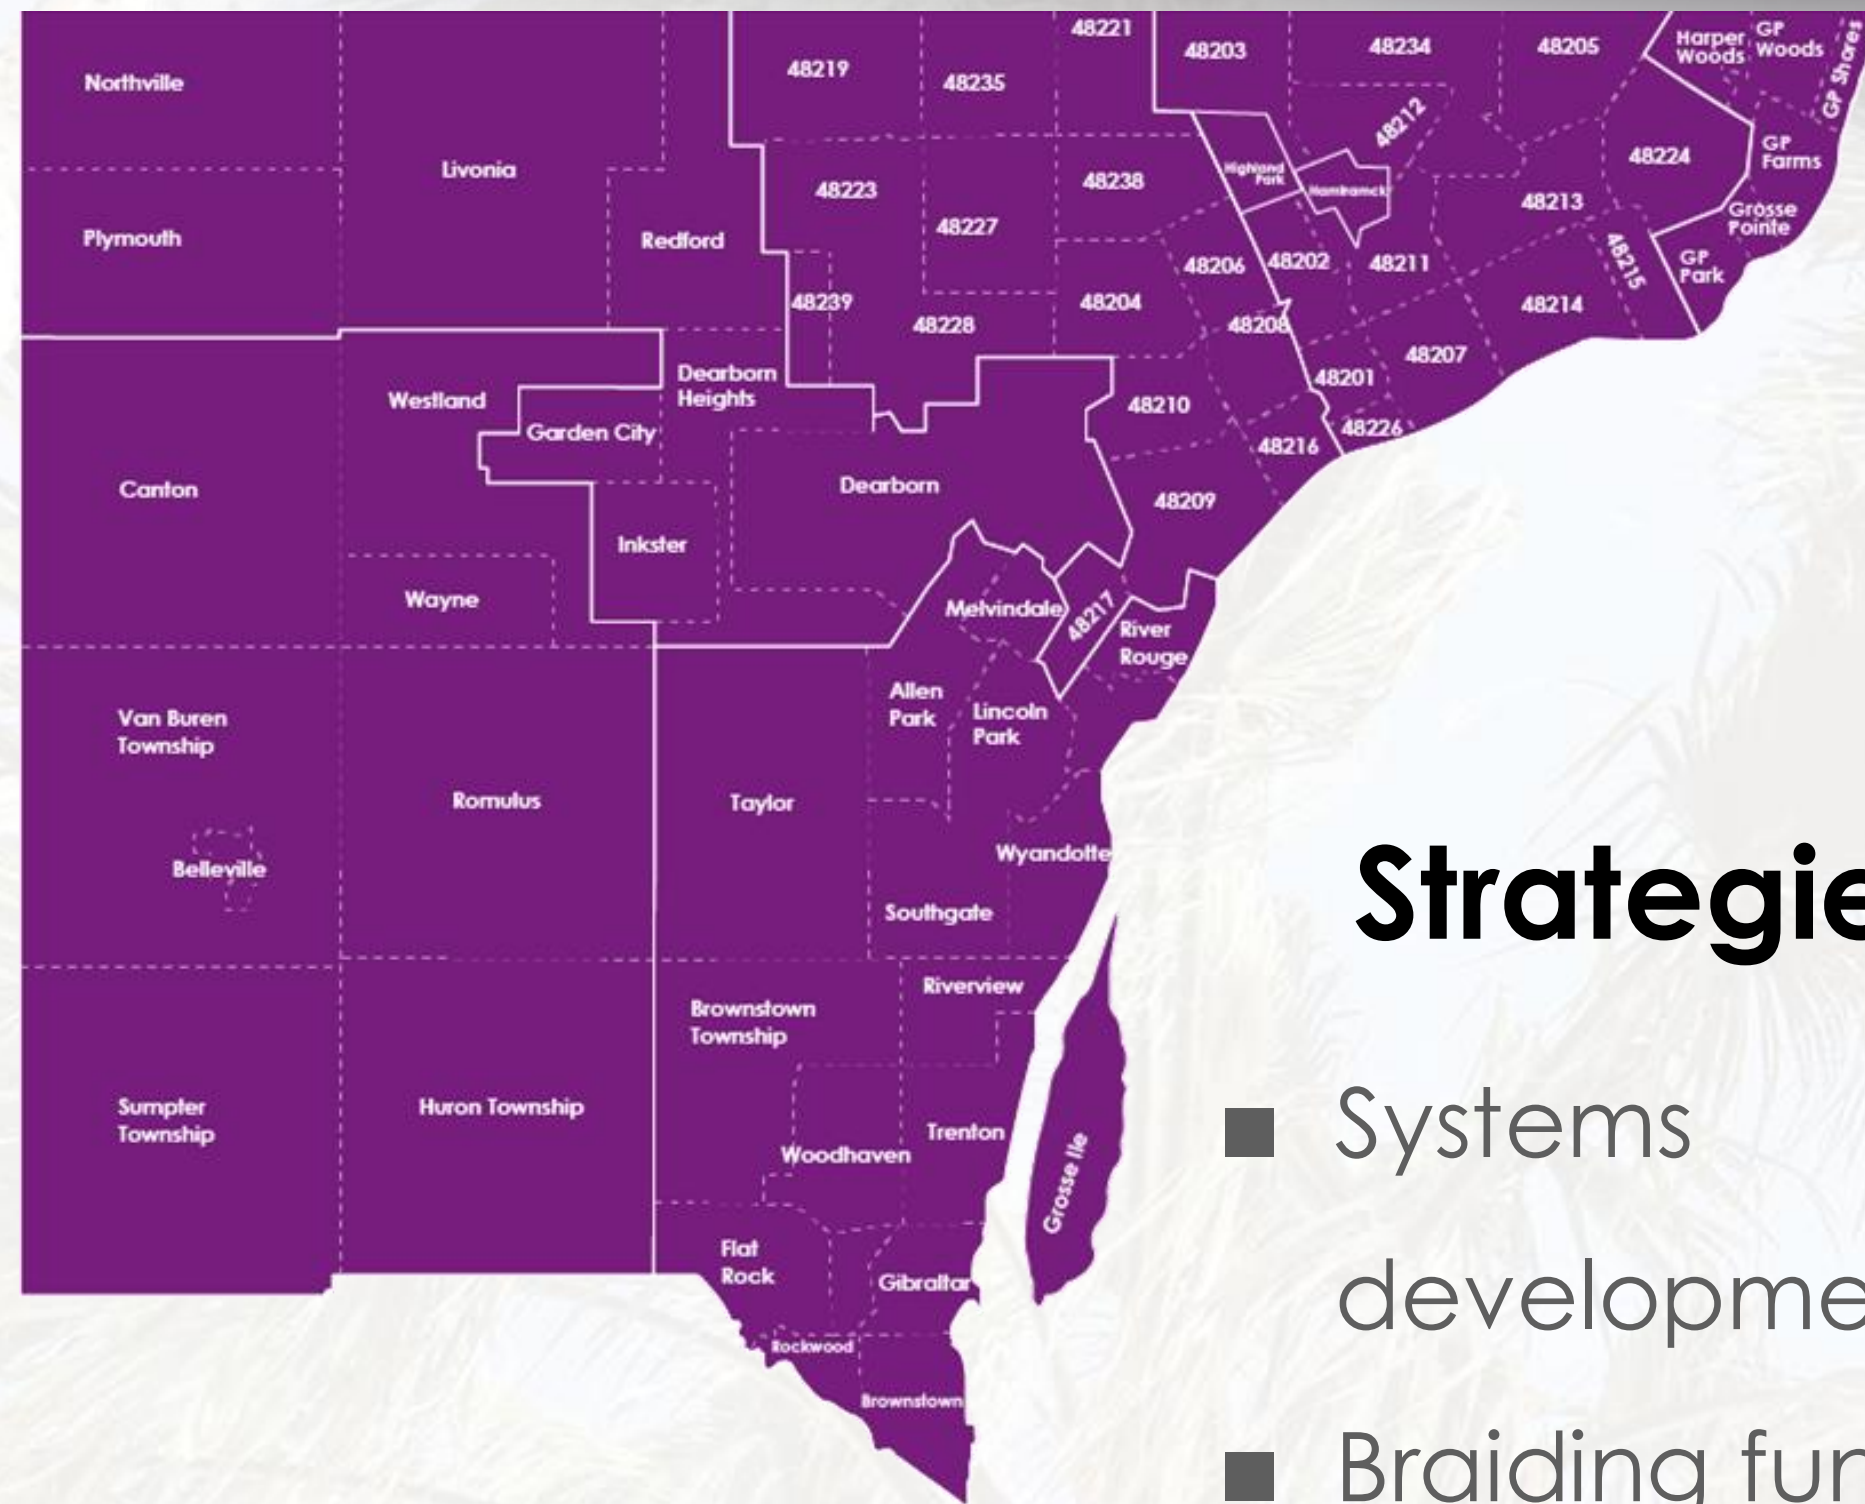 48221
48203
48234
48205
Harper
Woods
GP
Woods
GP Shores
Northville
48219
48235
48212
Livonia
48223
48238
Highland
Park
Hamtramck
48224
GP
Farms
Plymouth
Redford
48227
48213
Grosse
Pointe
48206
48202
48211
48215
GP
Park
48239
48228
48204
48208
48214
Westland
Dearborn
Heights
48201
48207
Garden City
48210
48226
48216
Canton
Dearborn
48209
Inkster
Wayne
Melvindale
48217
River
Rouge
Van Buren
Township
Allen
Park
Lincoln
Park
Romulus
Taylor
Belleville
Wyandotte
Southgate
Brownstown
Township
Riverview
Sumpter
Township
Huron Township
Woodhaven
Trenton
Grosse Ile
Flat
Rock
Gibraltar
Rockwood
Brownstown
Strategie
■ Systems
developme
■ Braiding fun